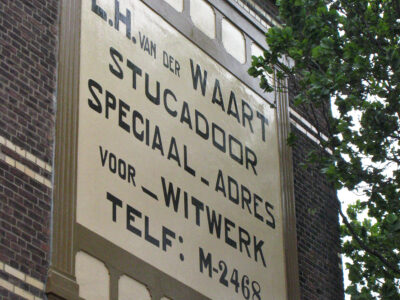 L.H. VAN DER WAART
STUCADOOR
SPECIAAL-ADRES
VOOR-WITWERK
TELF: M-2468